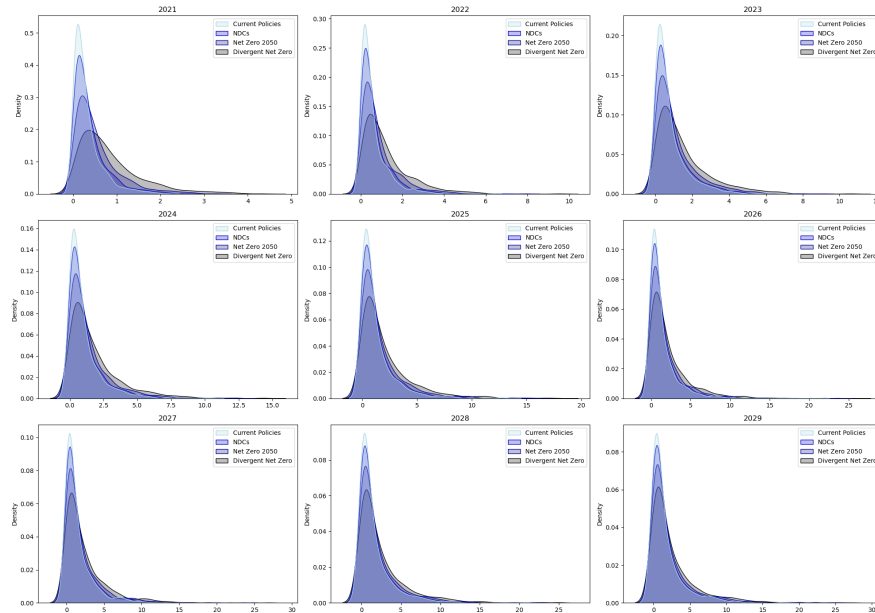 2021
Density
0.5
0.4
0.3
0.2
0.1
0.0
0
1
2
3
4
5
Current Policies
NDCs
Net Zero 2050
Divergent Net Zero
2022
Density
0.30
0.25
0.20
0.15
0.10
0.05
0.00
0
2
4
6
8
10
Current Policies
NDCs
Net Zero 2050
Divergent Net Zero
2023
Density
0.20
0.15
0.10
0.05
0.00
0
2
4
6
8
10
Current Policies
NDCs
Net Zero 2050
Divergent Net Zero
2024
Density
0.16
0.14
0.12
0.10
0.08
0.06
0.04
0.02
0.00
0.0
2.5
5.0
7.5
10.0
12.5
15.0
Current Policies
NDCs
Net Zero 2050
Divergent Net Zero
2025
Density
0.12
0.10
0.08
0.06
0.04
0.02
0.00
0
5
10
15
20
Current Policies
NDCs
Net Zero 2050
Divergent Net Zero
2026
Density
0.10
0.08
0.06
0.04
0.02
0.00
0
5
10
15
20
25
Current Policies
NDCs
Net Zero 2050
Divergent Net Zero
2027
Density
0.10
0.08
0.06
0.04
0.02
0.00
0
5
10
15
20
25
30
Current Policies
NDCs
Net Zero 2050
Divergent Net Zero
2028
Density
0.08
0.06
0.04
0.02
0.00
0
5
10
15
20
25
Current Policies
NDCs
Net Zero 2050
Divergent Net Zero
2029
Density
0.08
0.06
0.04
0.02
0.00
0
5
10
15
20
25
Current Policies
NDCs
Net Zero 2050
Divergent Net Zero